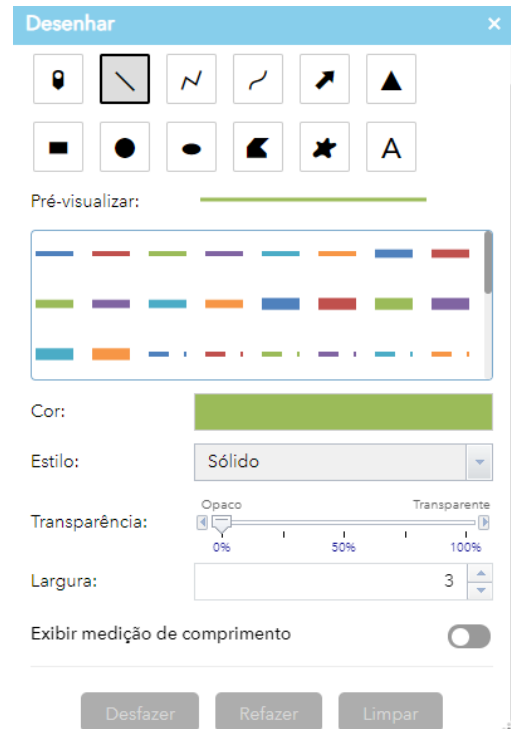 Desenhar ×
A
Pré-visualizar:
Cor:
Estilo: Sólido
Opaco Transparente
Transparência:
0% 50% 100%
Largura: 3
Exibir medição de comprimento
Desfazer Refazer Limpar